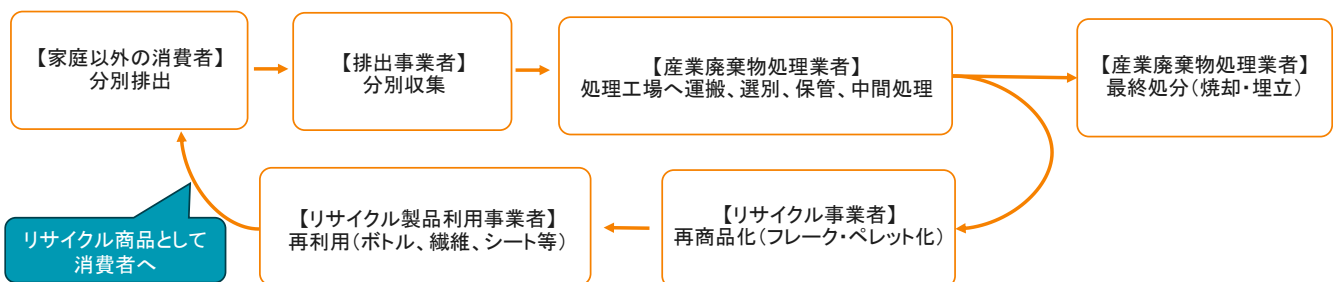 【家庭以外の消費者】
分別排出
【排出事業者】
分別収集
【産業廃棄物処理業者】
処理工場へ運搬、選別、保管、中間処理
【産業廃棄物処理業者】
最終処分(焼却・埋立)
リサイクル商品として
消費者へ
【リサイクル製品利用事業者】
再利用(ボトル、繊維、シート等)
【リサイクル事業者】
再商品化(フレーク・ペレット化)